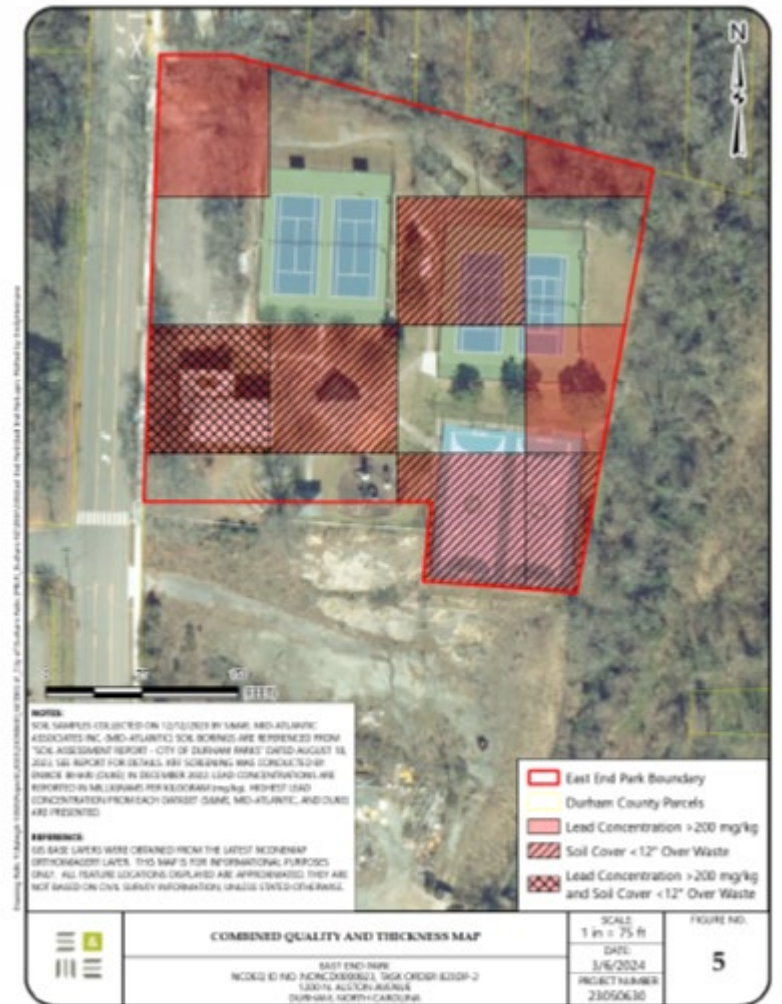 N
FEET
NOTES:
SOIL SAMPLES COLLECTED ON 12/12/2023 BY S&ME. MID-ATLANTIC
ASSOCIATES INC. (MID-ATLANTIC) SOIL BORINGS ARE REFERENCED FROM
"SOIL ASSESSMENT REPORT - CITY OF DURHAM PARKS" DATED AUGUST 18,
2023. SEE REPORT FOR DETAILS. XRF SCREENING WAS CONDUCTED BY
(DUKE) IN DECEMBER 2022. LEAD CONCENTRATIONS ARE
REPORTED IN MILLIGRAMS PER KILOGRAM (mg/kg). HIGHEST LEAD
CONCENTRATION FROM EACH DATASET (S&ME, MID-ATLANTIC, AND DUKE)
ARE PRESENTED.
REFERENCE:
GIS BASE LAYERS WERE OBTAINED FROM THE LATEST NCONEMAP
ORTHOIMAGERY LAYER. THIS MAP IS FOR INFORMATIONAL PURPOSES
ONLY. ALL FEATURE LOCATIONS DISPLAYED ARE APPROXIMATED. THEY ARE
NOT BASED ON CIVIL SURVEY INFORMATION, UNLESS STATED OTHERWISE.
East End Park Boundary
Durham County Parcels
Lead Concentration >200 mg/kg
Soil Cover <12" Over Waste
Lead Concentration >200 mg/kg
and Soil Cover <12" Over Waste
&
COMBINED QUALITY AND THICKNESS MAP
EAST END PARK
NCDEQ ID NO. TASK ORDER
1200 N. ALSTON AVENUE
DURHAM, NORTH CAROLINA
SCALE:
1 in = 75 ft
DATE:
3/6/2024
PROJECT NUMBER
23050630
FIGURE NO.
5